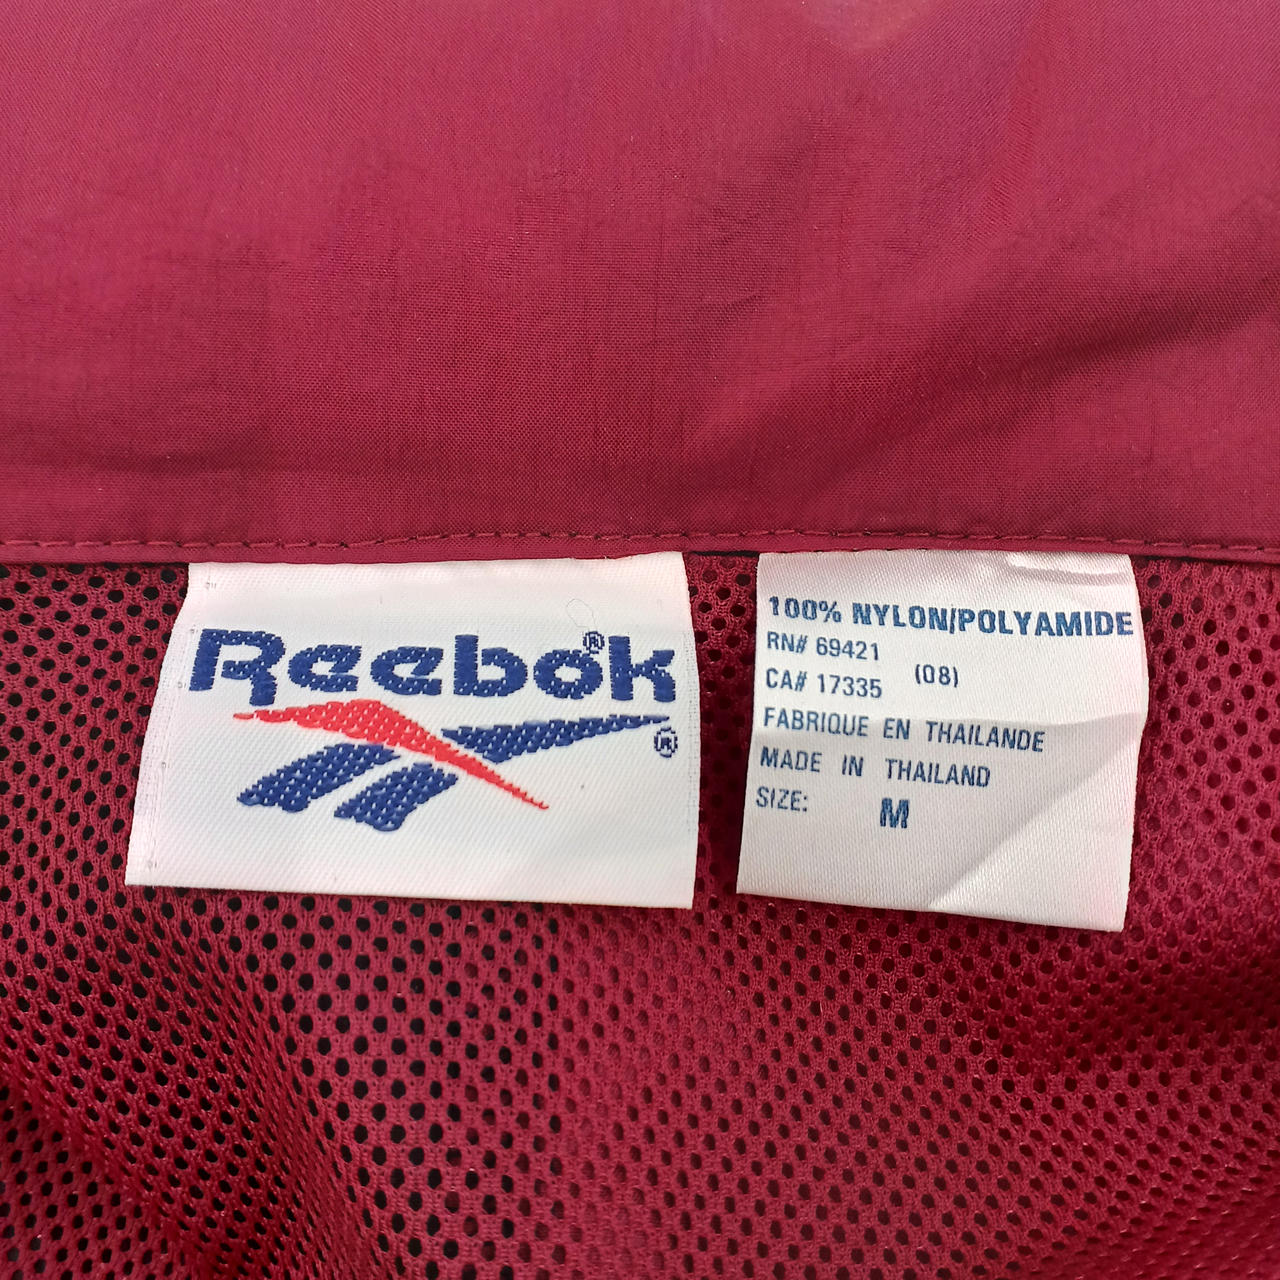 Reebok®
®
100% NYLON/POLYAMIDE
RN# 69421
(08)
CA# 17335
FABRIQUE EN THAILANDE
MADE IN THAILAND
SIZE: M